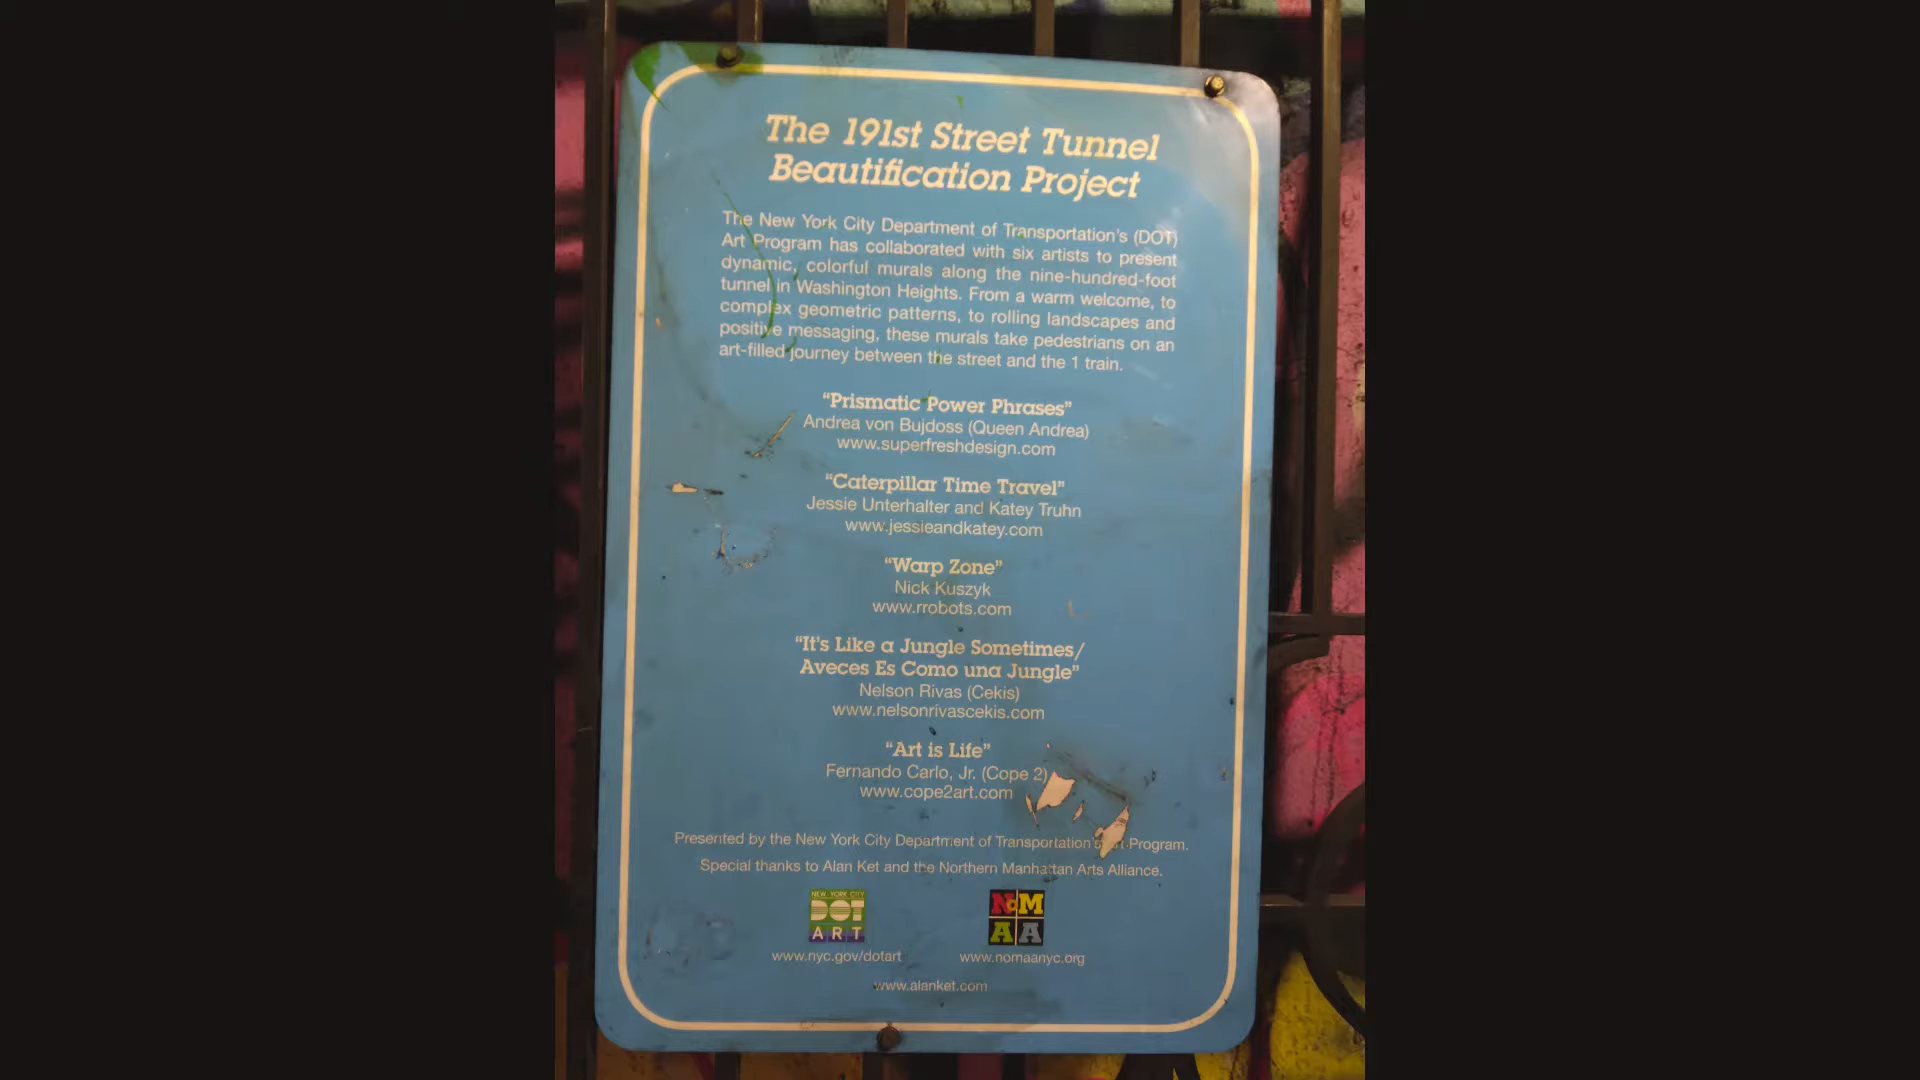 The 191st Street Tunnel
Beautification Project
The New York City Department of Transportation's (DOT)
Art Program has collaborated with six artists to present
dynamic, colorful murals along the nine-hundred-foot
tunnel in Washington Heights. From a warm welcome, to
complex geometric patterns, to rolling landscapes and
positive messaging, these murals take pedestrians on an
art-filled journey between the street and the 1 train.
“Prismatic Power Phrases”
Andrea von Bujdoss (Queen Andrea)
www.superfreshdesign.com
“Caterpillar Time Travel”
Jessie Unterhalter and Katey Truhn
www.jessieandkatey.com
“Warp Zone”
Nick Kuszyk
www.rrobots.com
“It's Like a Jungle Sometimes/
Aveces Es Como una Jungle”
Nelson Rivas (Cekis)
www.nelsonrivascekis.com
“Art is Life”
Fernando Carlo, Jr. (Cope 2)
www.cope2art.com
Presented by the New York City Department of Transportation's Program.
Special thanks to Alan Ket and the Northern Manhattan Arts Alliance.
NEW YORK CITY
DOT
ART
NoM
AA
www.nyc.gov/dotart
www.nomaanyc.org
www.alanket.com